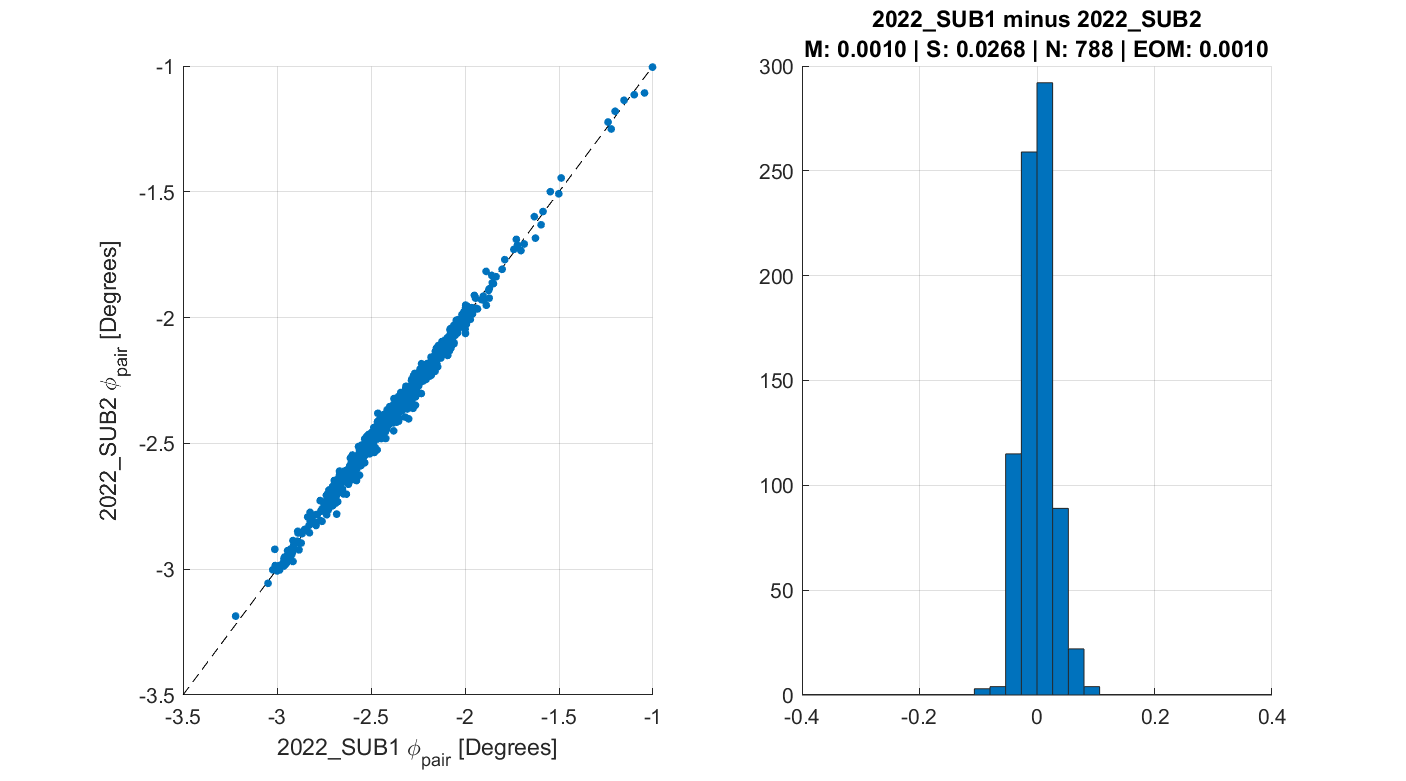 -1
-1.5
-2
-2.5
-3
-3.5
2022_SUB2 ϕpair [Degrees]
-3.5 -3 -2.5 -2 -1.5 -1
2022_SUB1 ϕpair [Degrees]
2022_SUB1 minus 2022_SUB2
M: 0.0010 | S: 0.0268 | N: 788 | EOM: 0.0010
300
250
200
150
100
50
0
-0.4 -0.2 0 0.2 0.4